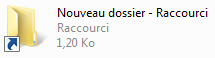 Nouveau dossier - Raccourci
Raccourci
1,20 Ko